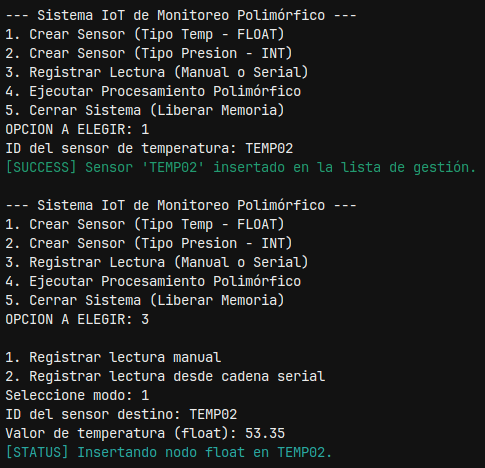 --- Sistema IoT de Monitoreo Polimórfico ---
1. Crear Sensor (Tipo Temp - FLOAT)
2. Crear Sensor (Tipo Presion - INT)
3. Registrar Lectura (Manual o Serial)
4. Ejecutar Procesamiento Polimórfico
5. Cerrar Sistema (Liberar Memoria)
OPCION A ELEGIR: 1
ID del sensor de temperatura: TEMP02
[SUCCESS] Sensor 'TEMP02' insertado en la lista de gestión.

--- Sistema IoT de Monitoreo Polimórfico ---
1. Crear Sensor (Tipo Temp - FLOAT)
2. Crear Sensor (Tipo Presion - INT)
3. Registrar Lectura (Manual o Serial)
4. Ejecutar Procesamiento Polimórfico
5. Cerrar Sistema (Liberar Memoria)
OPCION A ELEGIR: 3

1. Registrar lectura manual
2. Registrar lectura desde cadena serial
Seleccione modo: 1
ID del sensor destino: TEMP02
Valor de temperatura (float): 53.35
[STATUS] Insertando nodo float en TEMP02.